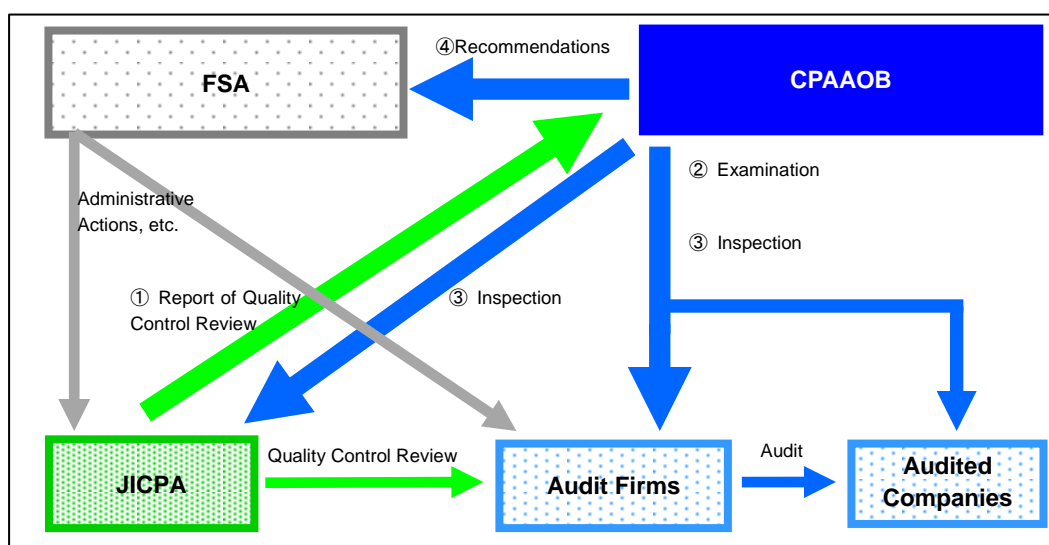 ④Recommendations
FSA
CPAAOB
② Examination
Administrative
Actions, etc.
③ Inspection
① Report of Quality
Control Review
③ Inspection
Quality Control Review
Audit
JICPA
Audit Firms
Audited
Companies